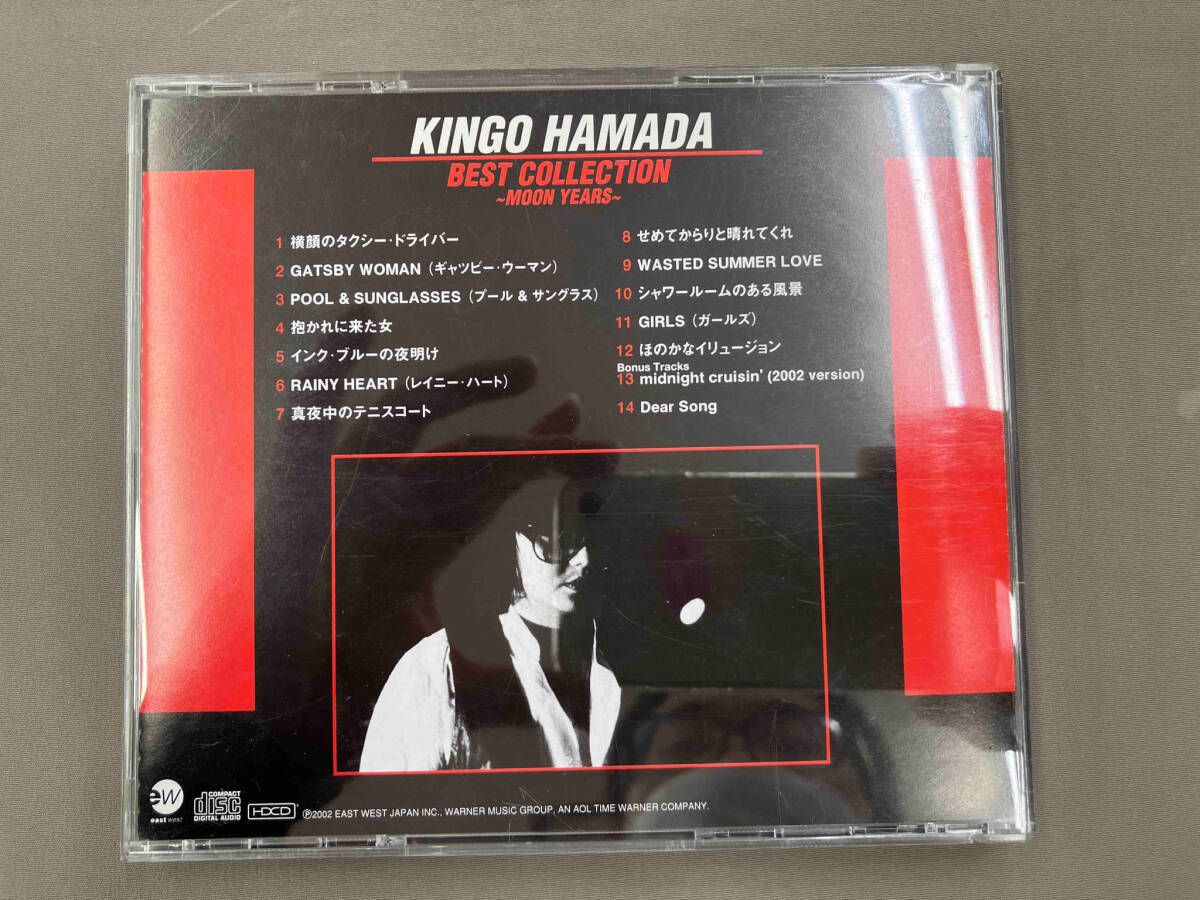 KINGO HAMADA
BEST COLLECTION
~MOON YEARS~
1 横顔のタクシー・ドライバー
2 GATSBY WOMAN (ギャツビー・ウーマン)
3 POOL & SUNGLASSES (プール & サングラス)
4 抱かれに来た女
5 インク・ブルーの夜明け
6 RAINY HEART (レイニー・ハート)
7 真夜中のテニスコート
8 せめてからりと晴れてくれ
9 WASTED SUMMER LOVE
10 シャワールームのある風景
11 GIRLS (ガールズ)
12 ほのかなイリュージョン
Bonus Tracks
13 midnight cruisin' (2002 version)
14 Dear Song
ew
east west
COMPACT
disc
DIGITAL AUDIO
HDCD
℗2002 EAST WEST JAPAN INC., WARNER MUSIC GROUP, AN AOL TIME WARNER COMPANY.